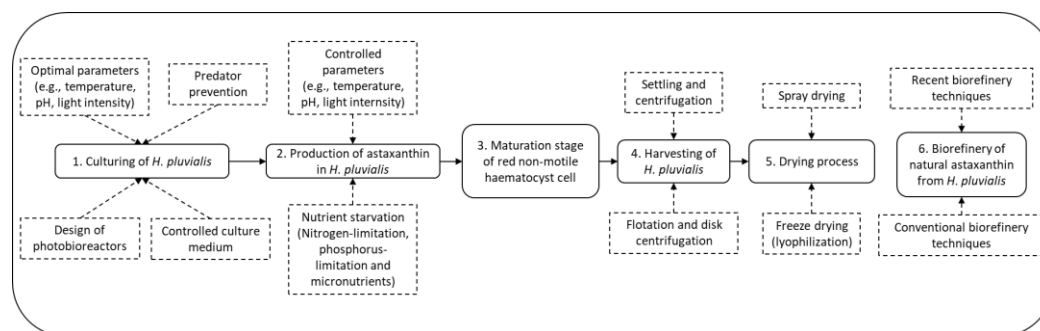 Optimal parameters
(e.g., temperature,
pH, light intensity)
Predator
prevention
Controlled
parameters
(e.g., temperature,
pH, light internsity)
Settling and
centrifugation
Spray drying
Recent biorefinery
techniques
1. Culturing of H. pluvialis
2. Production of astaxanthin
in H. pluvialis
3. Maturation stage
of red non-motile
haematocyst cell
4. Harvesting of
H. pluvialis
5. Drying process
6. Biorefinery of
natural astaxanthin
from H. pluvialis
Design of
photobioreactors
Controlled culture
medium
Nutrient starvation
(Nitrogen-limitation,
phosphorus-
limitation and
micronutrients)
Flotation and disk
centrifugation
Freeze drying
(lyophilization)
Conventional biorefinery
techniques